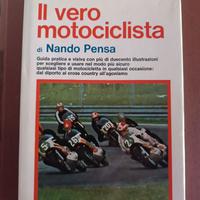 Il vero
motociclista
di Nando Pensa
Guida pratica e visiva con più di duecento illustrazioni
per scegliere e usare nel modo più sicuro
qualsiasi tipo di motocicletta in qualsiasi occasione:
dal diporto al cross country all'agonismo